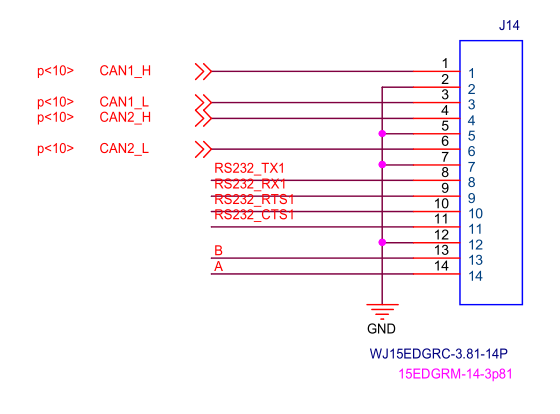 J14
p<10> CAN1_H 1 1
2 2
p<10> CAN1_L 3 3
p<10> CAN2_H 4 4
5 5
p<10> CAN2_L 6 6
7 7
RS232_TX1 8 8
RS232_RX1 9 9
RS232_RTS1 10 10
RS232_CTS1 11 11
12 12
B 13 13
A 14 14
GND
WJ15EDGRC-3.81-14P
15EDGRM-14-3p81